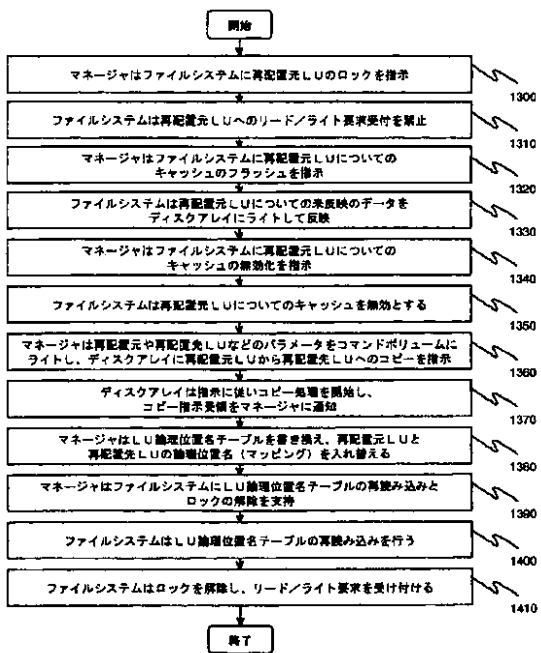 開始
マネージャはファイルシステムに再配置元LUのロックを指示
1300
ファイルシステムは再配置元LUへのリード/ライト要求受付を禁止
1310
マネージャはファイルシステムに再配置元LUについての
キャッシュのフラッシュを指示
1320
ファイルシステムは再配置元LUについての未反映のデータを
ディスクアレイにライトして反映
1330
マネージャはファイルシステムに再配置元LUについての
キャッシュの無効化を指示
1340
ファイルシステムは再配置元LUについてのキャッシュを無効とする
1350
マネージャは再配置元や再配置先LUなどのパラメータをコマンドボリュームに
ライトし、ディスクアレイに再配置元LUから再配置先LUへのコピーを指示
1360
ディスクアレイは指示に従いコピー処理を開始し、
コピー指示受領をマネージャに通知
1370
マネージャはLU論理位置名テーブルを書き換え、再配置元LUと
再配置先LUの論理位置名(マッピング)を入れ替える
1380
マネージャはファイルシステムにLU論理位置名テーブルの再読み込みと
ロックの解除を支持
1390
ファイルシステムはLU論理位置名テーブルの再読み込みを行う
1400
ファイルシステムはロックを解除し、リード/ライト要求を受け付ける
1410
終了